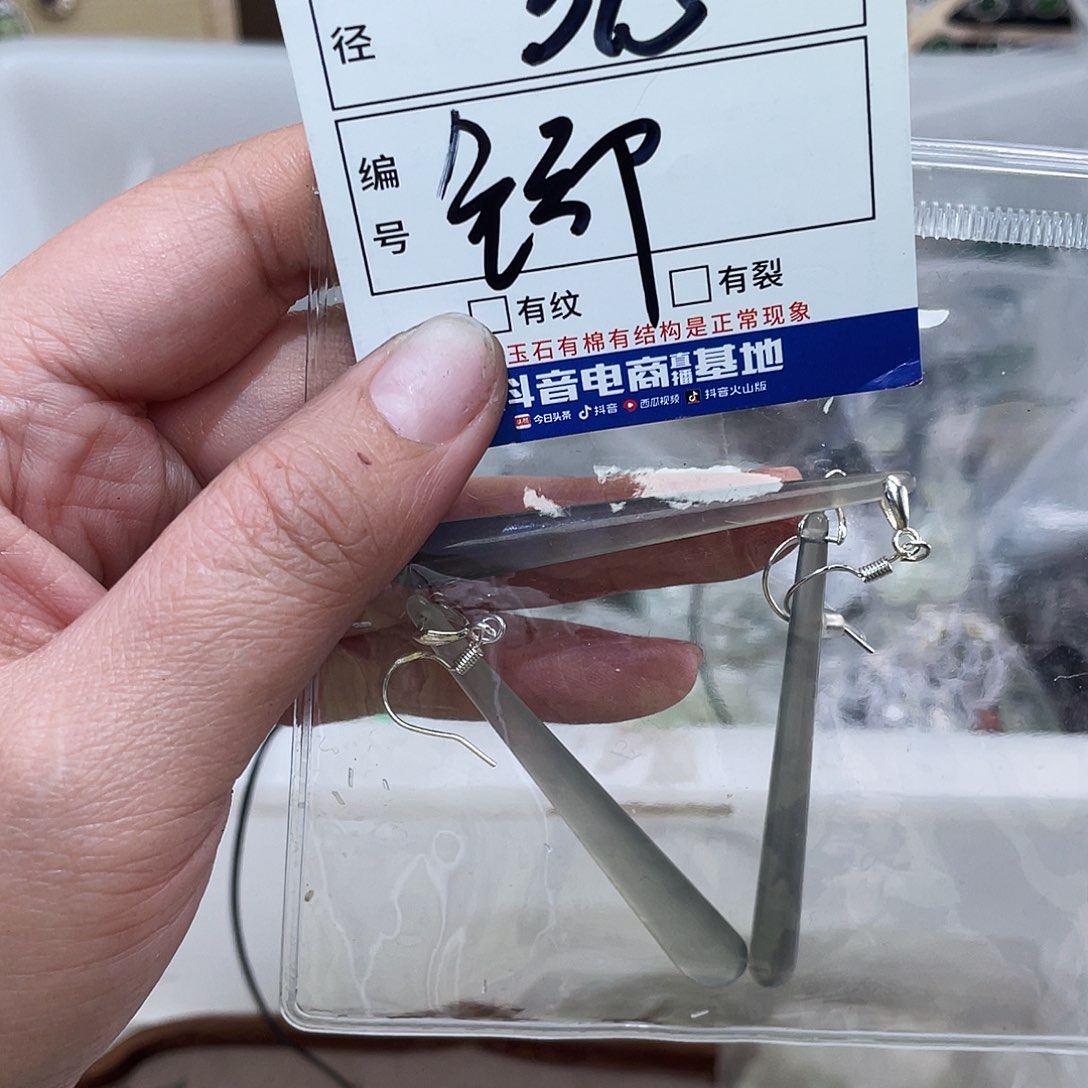 径
编
号
□有纹 □有裂
玉石有棉有结构是正常现象
抖音电商直播基地
今日头条 抖音 西瓜视频 抖音火山版